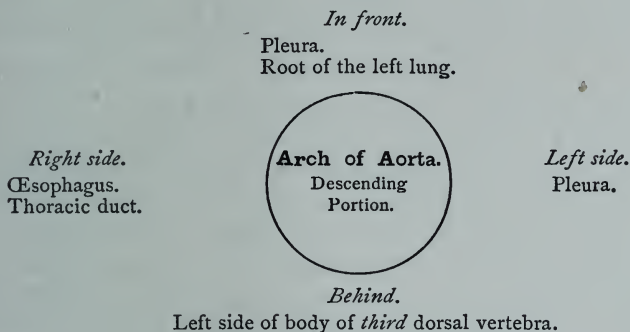 In front.
Pleura.
Root of the left lung.
Right side.
Œsophagus.
Thoracic duct.
Arch of Aorta.
Descending
Portion.
Left side.
Pleura.
Behind.
Left side of body of third dorsal vertebra.